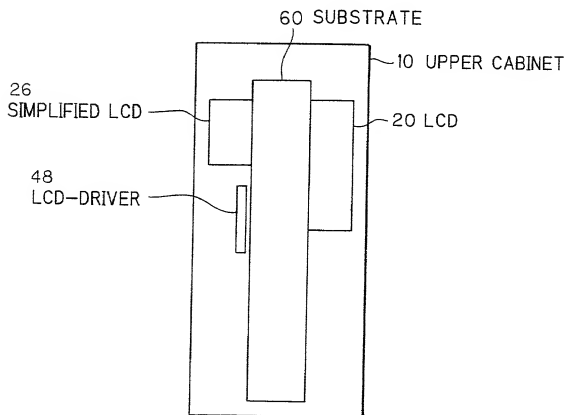 60 SUBSTRATE
10 UPPER CABINET
26
SIMPLIFIED LCD
20 LCD
48
LCD-DRIVER